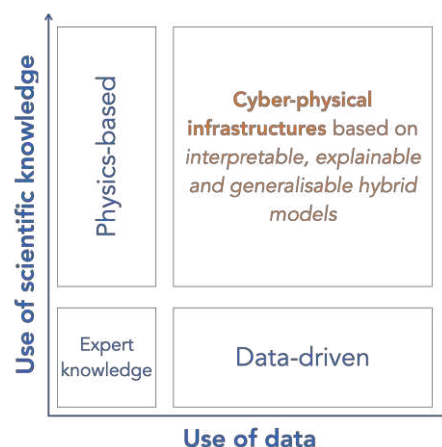 Use of scientific knowledge
Physics-based
Cyber-physical
infrastructures based on
interpretable, explainable
and generalisable hybrid
models
Expert
knowledge
Data-driven
Use of data